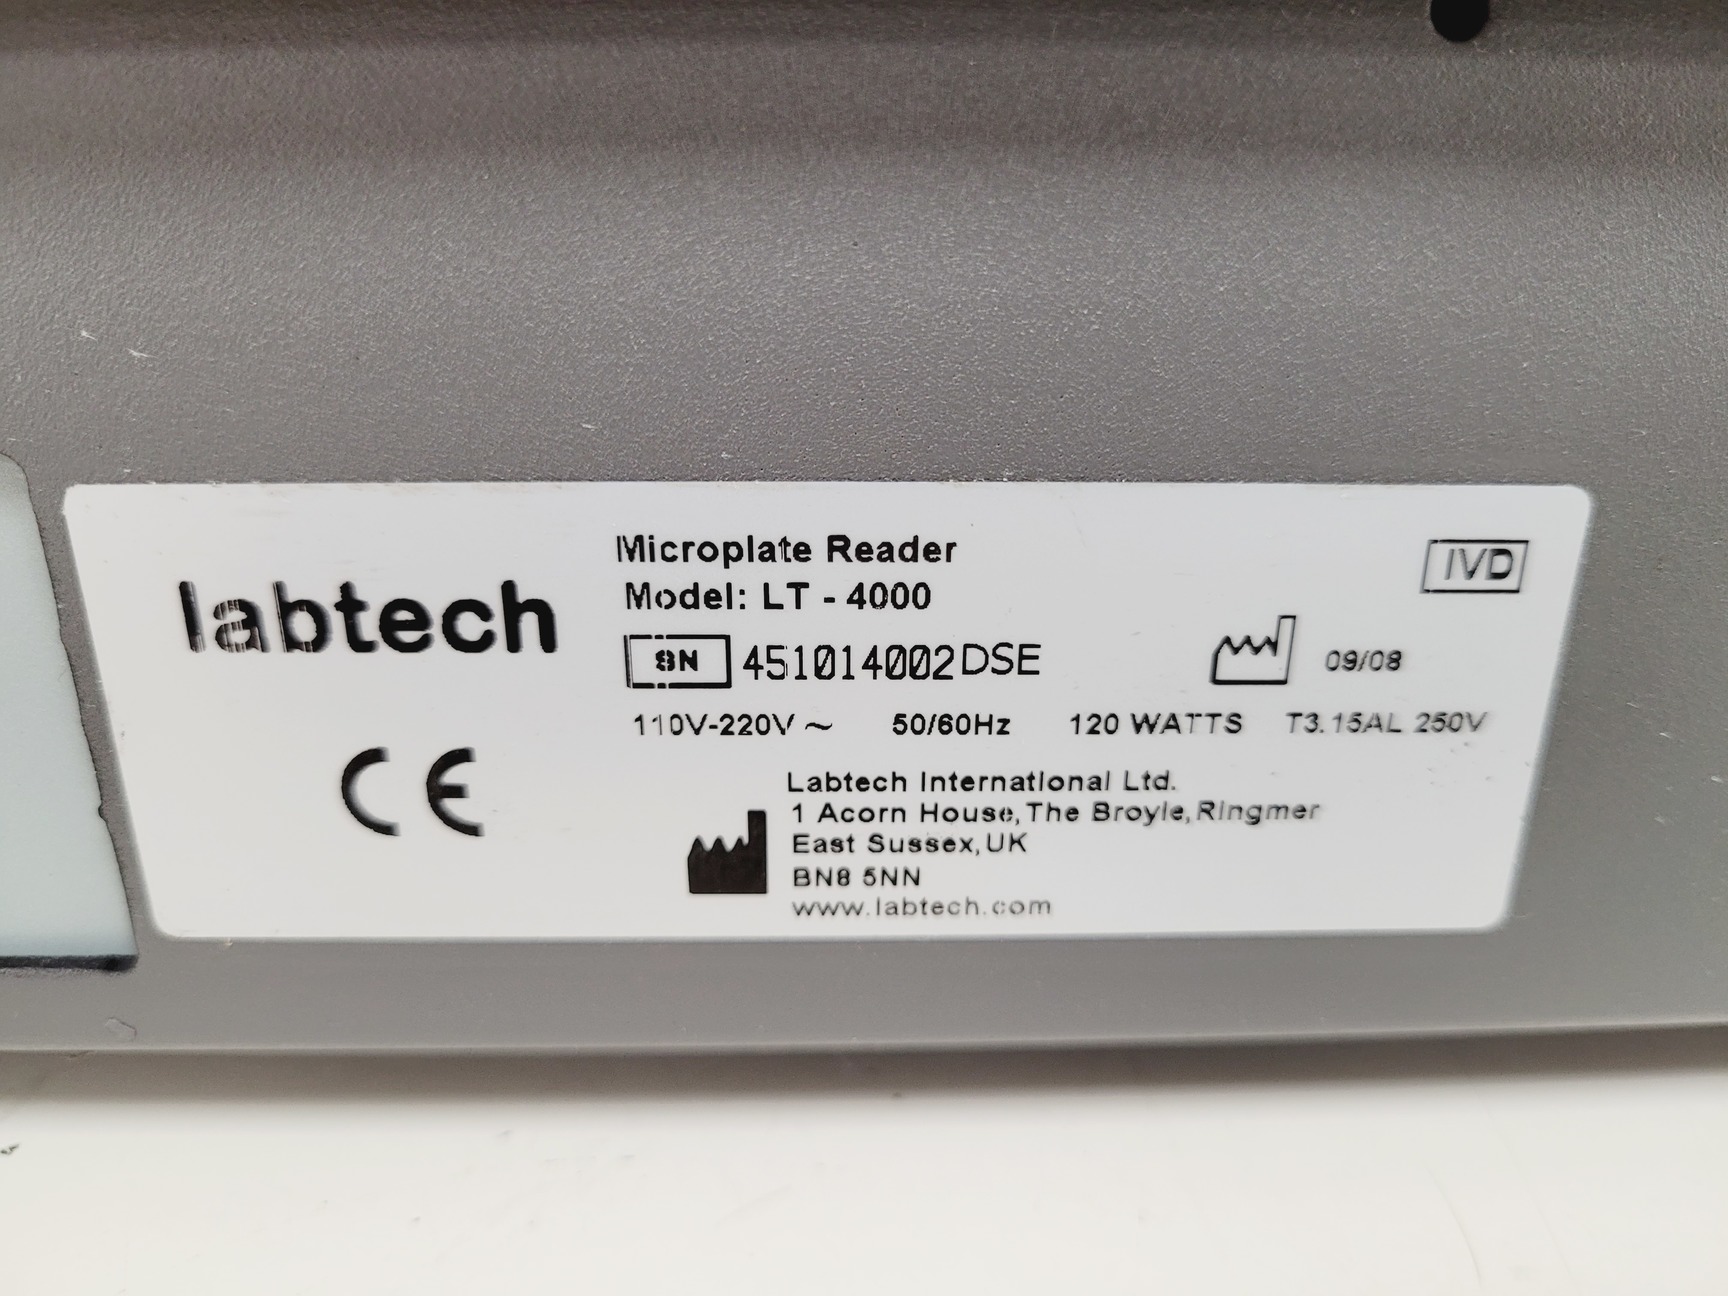 labtech
Microplate Reader
Model: LT - 4000
IVD
SN 451014002DSE
09/08
110V-220V ~ 50/60Hz 120 WATTS T3.15AL 250V
CE
Labtech International Ltd.
1 Acorn House, The Broyle, Ringmer
East Sussex, UK
BN8 5NN
www.labtech.com